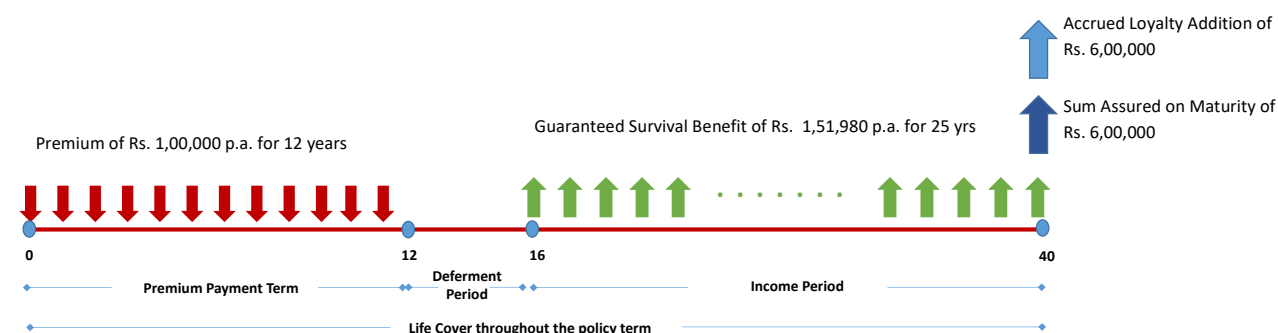 Accrued Loyalty Addition of
Rs. 6,00,000
Sum Assured on Maturity of
Rs. 6,00,000
Guaranteed Survival Benefit of Rs. 1,51,980 p.a. for 25 yrs
Premium of Rs. 1,00,000 p.a. for 12 years
0 12 16 40
Premium Payment Term
Deferment
Period
Income Period
Life Cover throughout the policy term